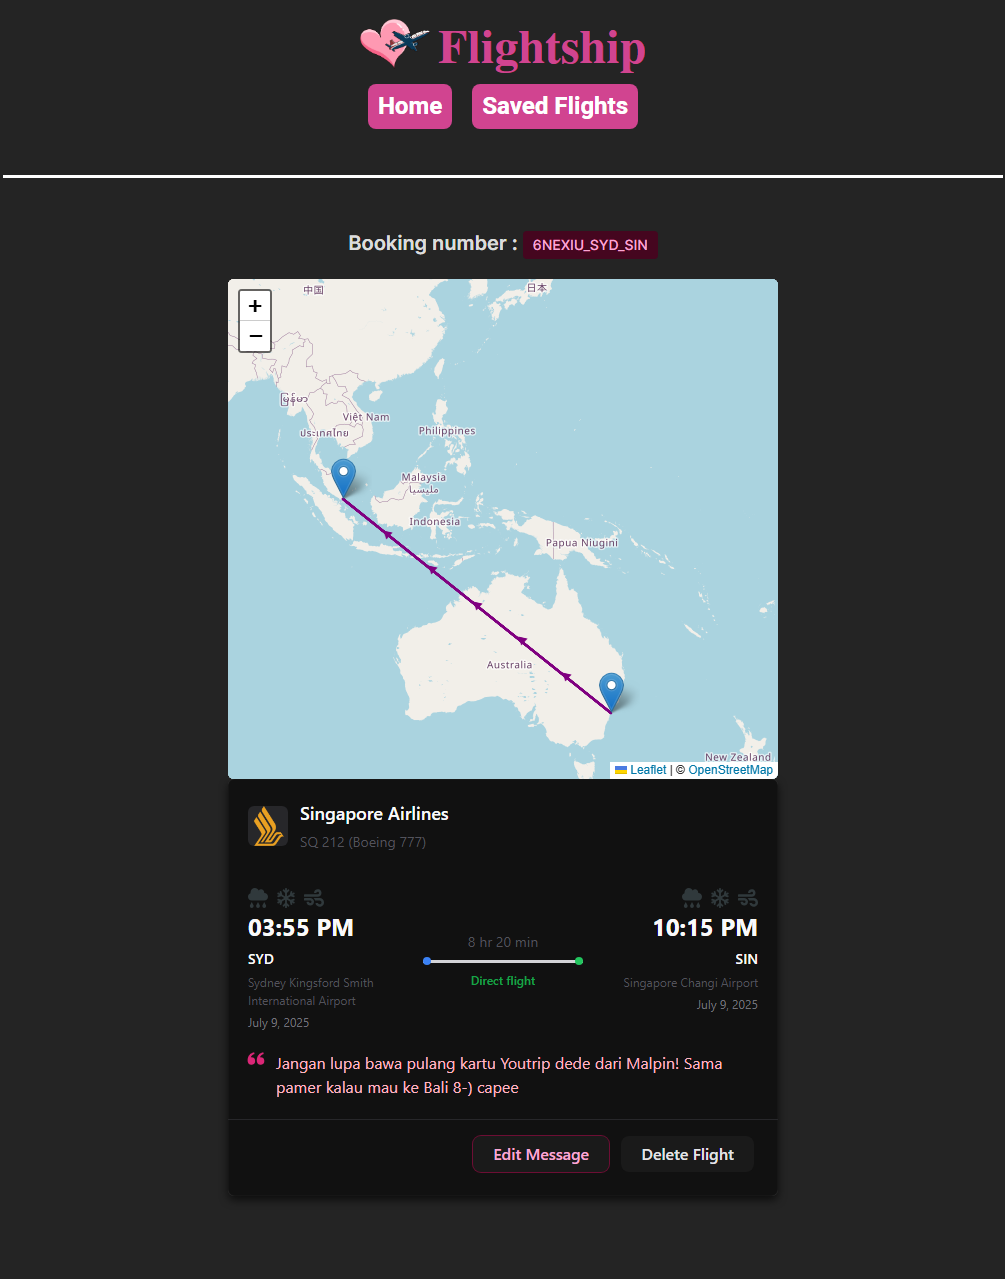 Flightship
Home Saved Flights
Booking number : 6NEXIU_SYD_SIN
+
−
中国
日本
မြန်မာ
Việt Nam
ประเทศไทย
Philippines
Malaysia
مليسيا
Indonesia
Papua Niugini
Australia
New Zealand
Leaflet | © OpenStreetMap
Singapore Airlines
SQ 212 (Boeing 777)
03:55 PM
SYD
Sydney Kingsford Smith
International Airport
July 9, 2025
8 hr 20 min
Direct flight
10:15 PM
SIN
Singapore Changi Airport
July 9, 2025
Jangan lupa bawa pulang kartu Youtrip dede dari Malpin! Sama
pamer kalau mau ke Bali 8-) capee
Edit Message Delete Flight